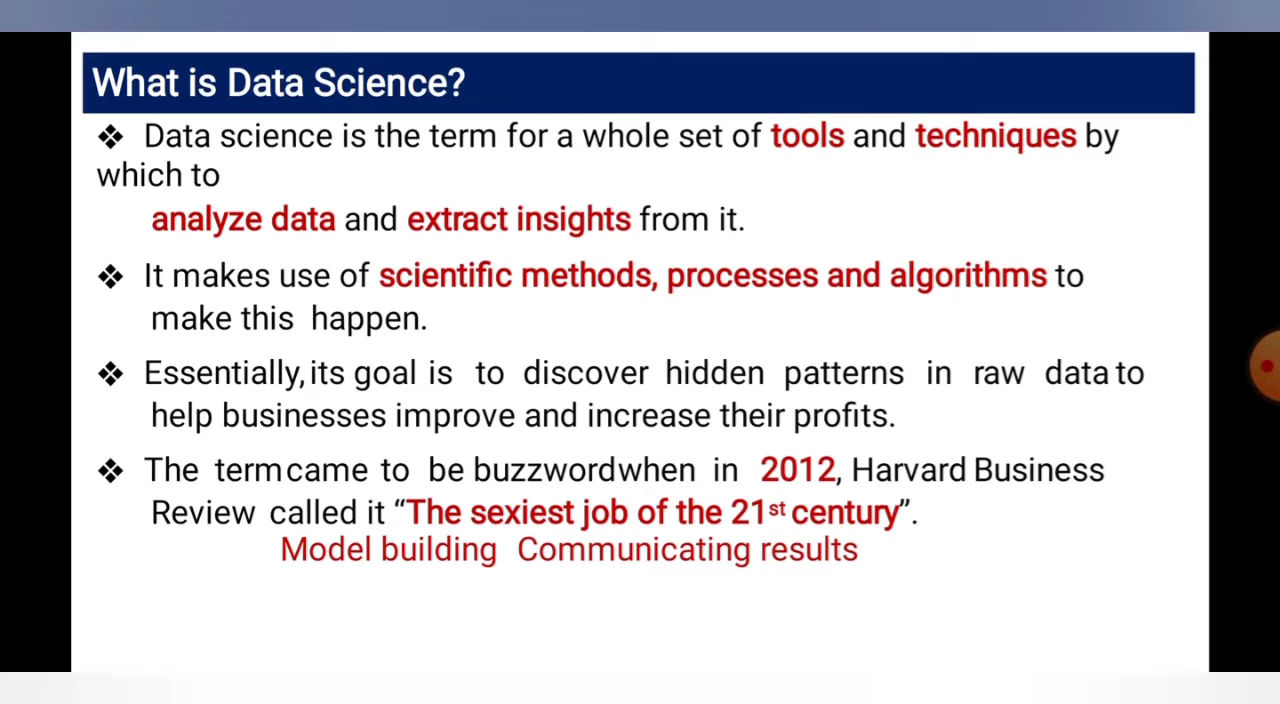 What is Data Science?
❖ Data science is the term for a whole set of tools and techniques by
which to
analyze data and extract insights from it.
❖ It makes use of scientific methods, processes and algorithms to
make this happen.
❖ Essentially, its goal is to discover hidden patterns in raw data to
help businesses improve and increase their profits.
❖ The termcame to be buzzwordwhen in 2012, Harvard Business
Review called it “The sexiest job of the 21st century”.
Model building Communicating results